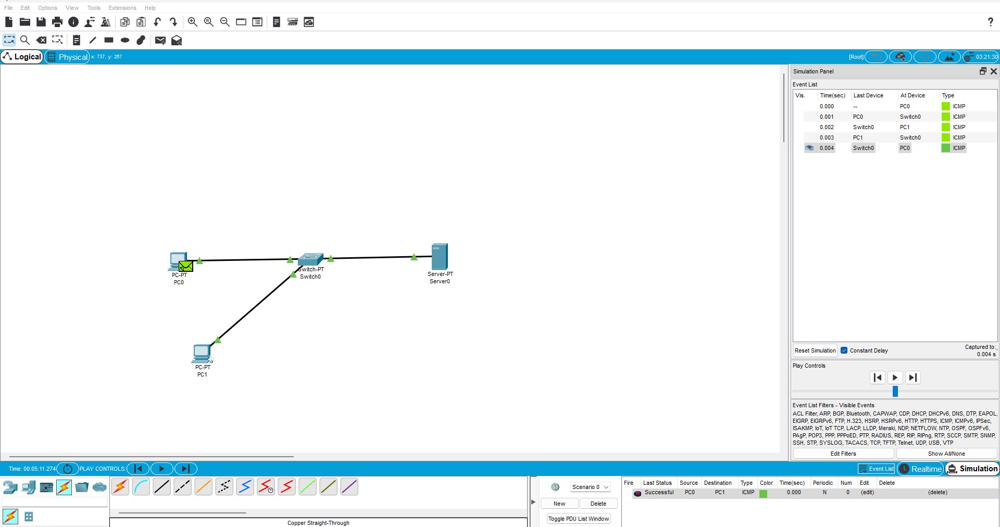 File Edit Options View Tools Extensions Help
?
Logical Physical x: 737, y: 267 [Root] 03:21:30
Simulation Panel
Event List
Vis. Time(sec) Last Device At Device Type
0.000 -- PC0 ICMP
0.001 PC0 Switch0 ICMP
0.002 Switch0 PC1 ICMP
0.003 PC1 Switch0 ICMP
0.004 Switch0 PC0 ICMP
PC-PT
PC0
Switch-PT
Switch0
Server-PT
Server0
PC-PT
PC1
Reset Simulation Constant Delay Captured to:
0.004 s
Play Controls
Event List Filters - Visible Events
ACL Filter, ARP, BGP, Bluetooth, CAPWAP, CDP, DHCP, DHCPv6, DNS, DTP, EAPOL,
EIGRP, EIGRPv6, FTP, H.323, HSRP, HSRPv6, HTTP, HTTPS, ICMP, ICMPv6, IPSec,
ISAKMP, IoT, IoT TCP, LACP, LLDP, Meraki, NDP, NETFLOW, NTP, OSPF, OSPFv6,
PAgP, POP3, PPP, PPPoED, PTP, RADIUS, REP, RIP, RIPng, RTP, SCCP, SMTP, SNMP,
SSH, STP, SYSLOG, TACACS, TCP, TFTP, Telnet, UDP, USB, VTP
Edit Filters Show All/None
Time: 00:05:11.274 PLAY CONTROLS: Event List Realtime Simulation
Scenario 0
New Delete
Toggle PDU List Window
Fire Last Status Source Destination Type Color Time(sec) Periodic Num Edit Delete
Successful PC0 PC1 ICMP 0.000 N 0 (edit) (delete)
Copper Straight-Through